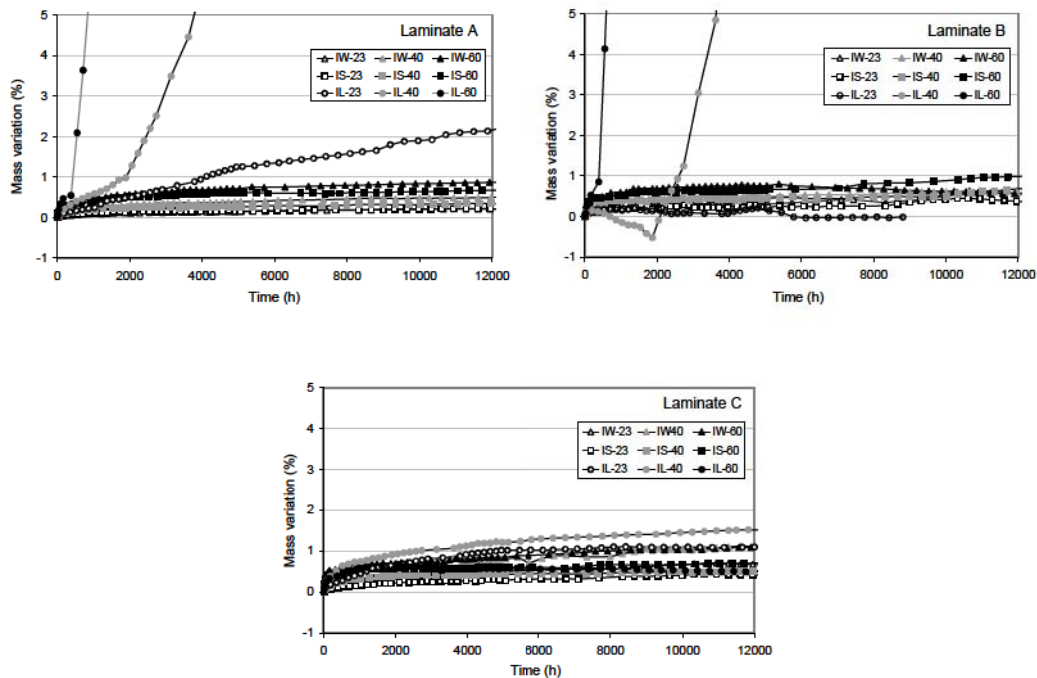 Laminate A
IW-23 IW-40 IW-60
IS-23 IS-40 IS-60
IL-23 IL-40 IL-60
Mass variation (%)
5
4
3
2
1
0
-1
0 2000 4000 6000 8000 10000 12000
Time (h)
Laminate B
IW-23 IW-40 IW-60
IS-23 IS-40 IS-60
IL-23 IL-40 IL-60
Mass variation (%)
5
4
3
2
1
0
-1
0 2000 4000 6000 8000 10000 12000
Time (h)
Laminate C
IW-23 IW40 IW-60
IS-23 IS-40 IS-60
IL-23 IL-40 IL-60
Mass variation (%)
5
4
3
2
1
0
-1
0 2000 4000 6000 8000 10000 12000
Time (h)